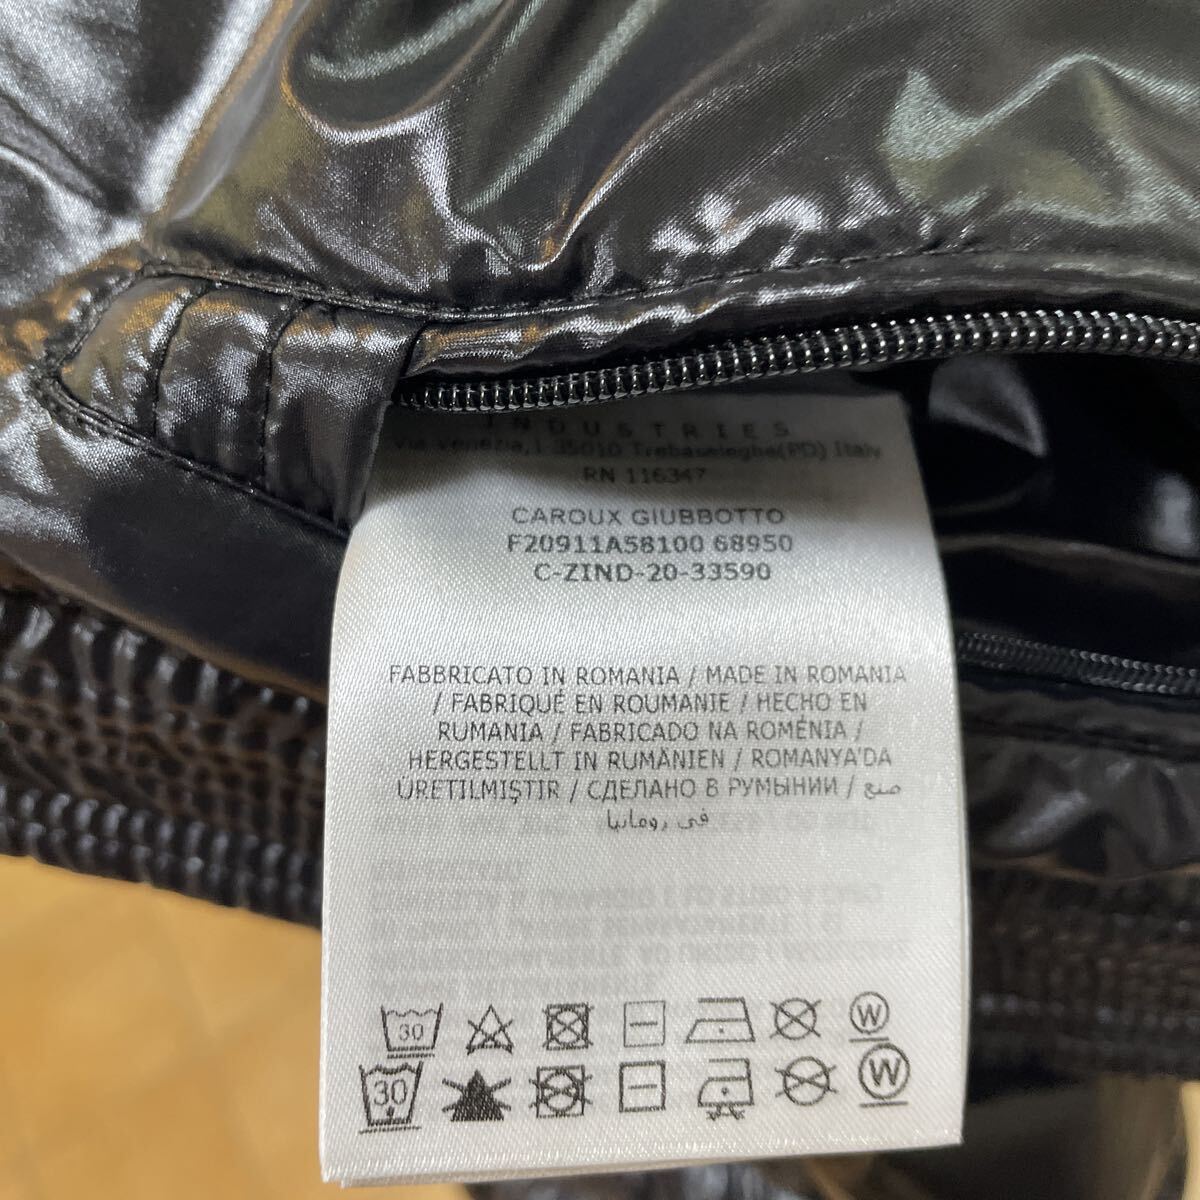 INDUSTRIES
Via Venezia,1 35010 Trebaseleghe(PD) Italy
RN 116347
CAROUX GIUBBOTTO
F20911A58100 68950
C-ZIND-20-33590
FABBRICATO IN ROMANIA / MADE IN ROMANIA
/ FABRIQUÉ EN ROUMANIE / HECHO EN
RUMANIA / FABRICADO NA ROMÉNIA /
HERGESTELLT IN RUMÄNIEN / ROMANYA'DA
ÜRETILMIŞTIR / СДЕЛАНО В РУМЫНИИ / صنع
في رومانيا
30 W
30 W